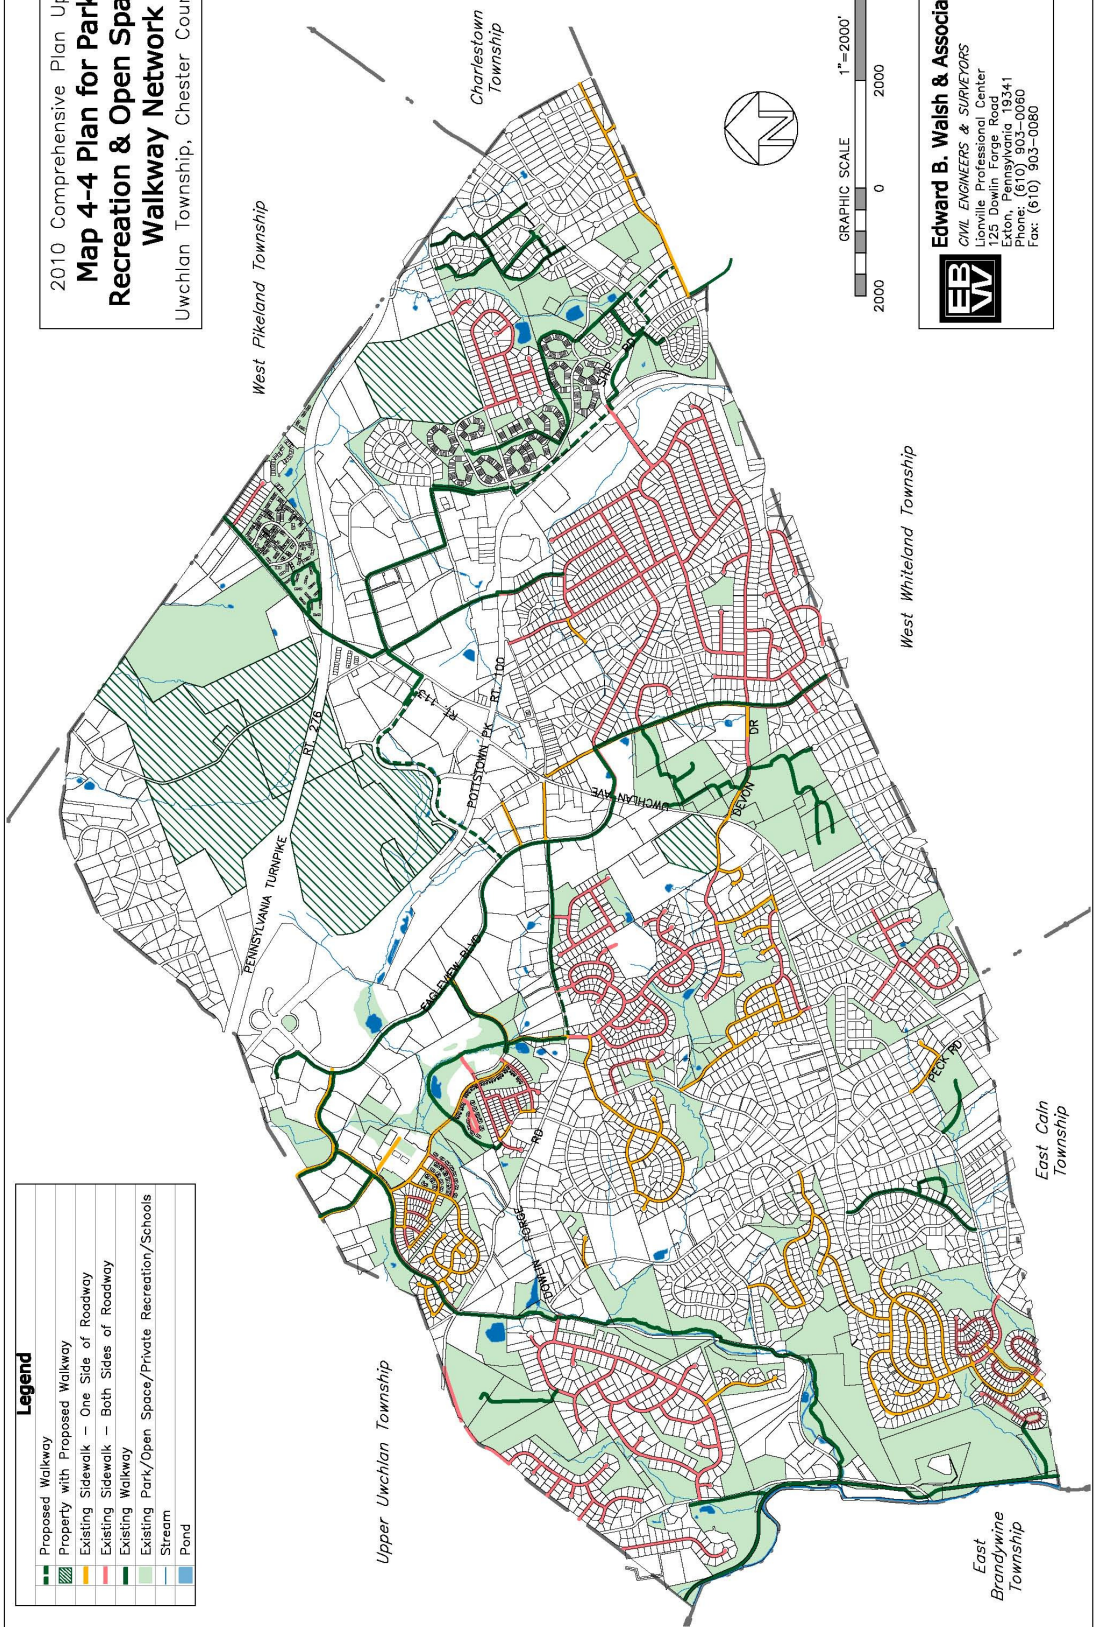 2010 Comprehensive Plan Up
Map 4-4 Plan for Park
Recreation & Open Spa
Walkway Network
Uwchlan Township, Chester Cour
Legend
Proposed Walkway
Property with Proposed Walkway
Existing Sidewalk - One Side of Roadway
Existing Sidewalk - Both Sides of Roadway
Existing Walkway
Existing Park/Open Space/Private Recreation/Schools
Stream
Pond
Charlestown
Township
West Pikeland Township
West Whiteland Township
East Caln
Township
East
Brandywine
Township
Upper Uwchlan Township
PENNSYLVANIA TURNPIKE
RT. 276
POTTSTOWN PK
RT. 100
RT. 113
SHIP RD
UWCHLAN AVE
DEVON
DR
EAGLEVIEW BLVD
DOWLIN FORGE
RD
PECK RD
N
GRAPHIC SCALE
1"=2000'
2000
0
2000
EBW
Edward B. Walsh & Associa
CIVIL ENGINEERS & SURVEYORS
Lionville Professional Center
125 Dowlin Forge Road
Exton, Pennsylvania 19341
Phone: (610) 903-0060
Fax: (610) 903-0080